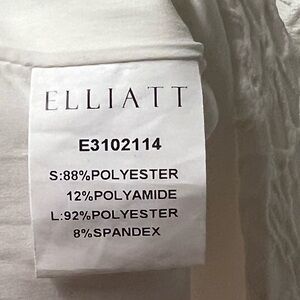 ELLIATT
E3102114
S:88%POLYESTER
12%POLYAMIDE
L:92%POLYESTER
8%SPANDEX